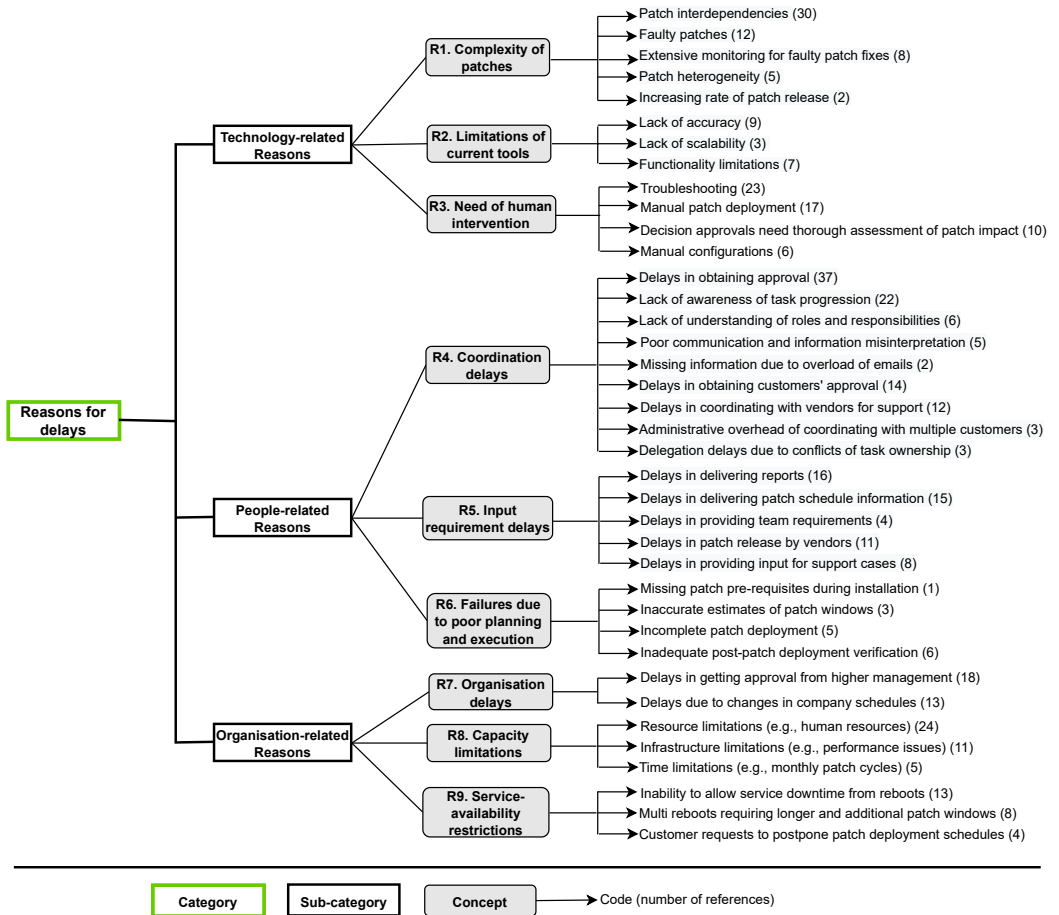 Reasons for
delays
Technology-related
Reasons
R1. Complexity of
patches
Patch interdependencies (30)
Faulty patches (12)
Extensive monitoring for faulty patch fixes (8)
Patch heterogeneity (5)
Increasing rate of patch release (2)
R2. Limitations of
current tools
Lack of accuracy (9)
Lack of scalability (3)
Functionality limitations (7)
R3. Need of human
intervention
Troubleshooting (23)
Manual patch deployment (17)
Decision approvals need thorough assessment of patch impact (10)
Manual configurations (6)
People-related
Reasons
R4. Coordination
delays
Delays in obtaining approval (37)
Lack of awareness of task progression (22)
Lack of understanding of roles and responsibilities (6)
Poor communication and information misinterpretation (5)
Missing information due to overload of emails (2)
Delays in obtaining customers' approval (14)
Delays in coordinating with vendors for support (12)
Administrative overhead of coordinating with multiple customers (3)
Delegation delays due to conflicts of task ownership (3)
R5. Input
requirement delays
Delays in delivering reports (16)
Delays in delivering patch schedule information (15)
Delays in providing team requirements (4)
Delays in patch release by vendors (11)
Delays in providing input for support cases (8)
R6. Failures due
to poor planning
and execution
Missing patch pre-requisites during installation (1)
Inaccurate estimates of patch windows (3)
Incomplete patch deployment (5)
Inadequate post-patch deployment verification (6)
Organisation-related
Reasons
R7. Organisation
delays
Delays in getting approval from higher management (18)
Delays due to changes in company schedules (13)
R8. Capacity
limitations
Resource limitations (e.g., human resources) (24)
Infrastructure limitations (e.g., performance issues) (11)
Time limitations (e.g., monthly patch cycles) (5)
R9. Service-
availability
restrictions
Inability to allow service downtime from reboots (13)
Multi reboots requiring longer and additional patch windows (8)
Customer requests to postpone patch deployment schedules (4)
Category
Sub-category
Concept
Code (number of references)